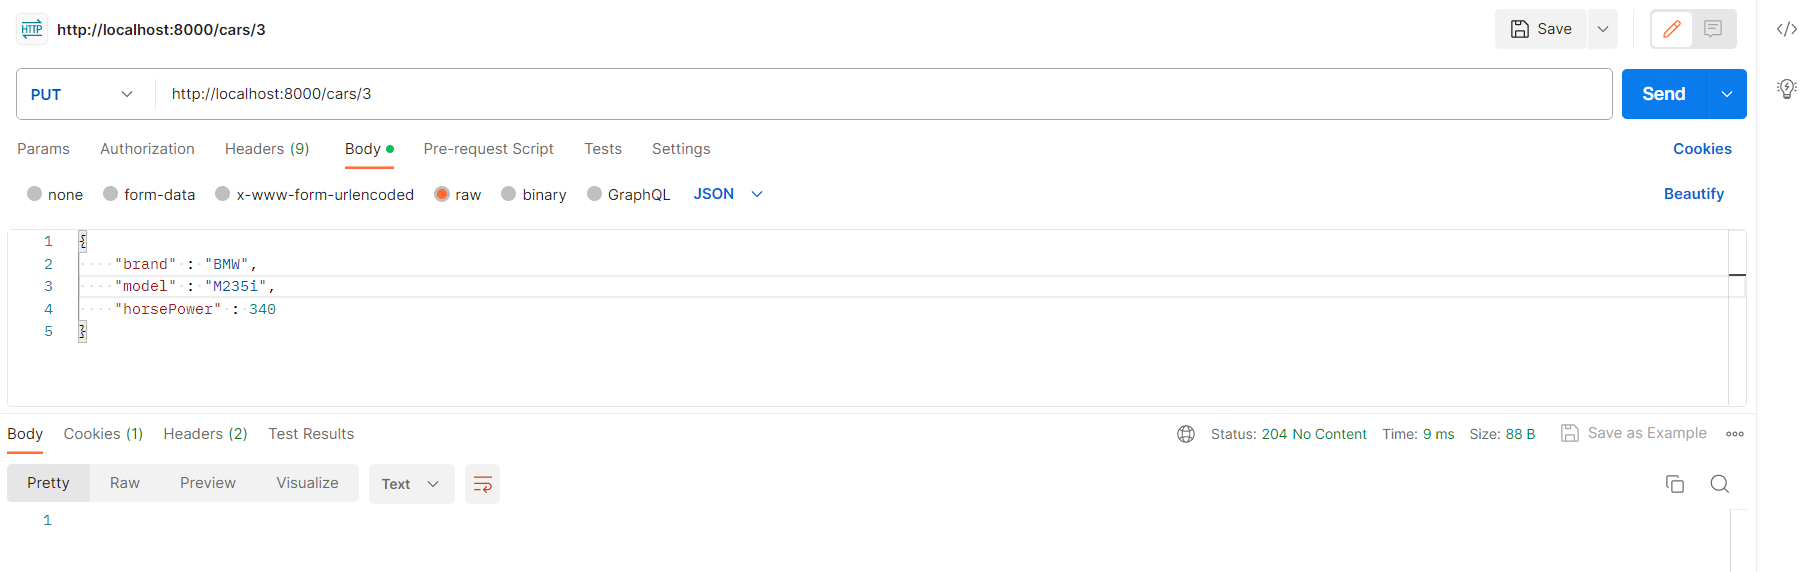 HTTP http://localhost:8000/cars/3 Save
PUT http://localhost:8000/cars/3 Send
Params Authorization Headers (9) Body Pre-request Script Tests Settings Cookies
none form-data x-www-form-urlencoded raw binary GraphQL JSON Beautify
1 {
2 "brand" : "BMW",
3 "model" : "M235i",
4 "horsePower" : 340
5 }
Body Cookies (1) Headers (2) Test Results Status: 204 No Content Time: 9 ms Size: 88 B Save as Example
Pretty Raw Preview Visualize Text
1